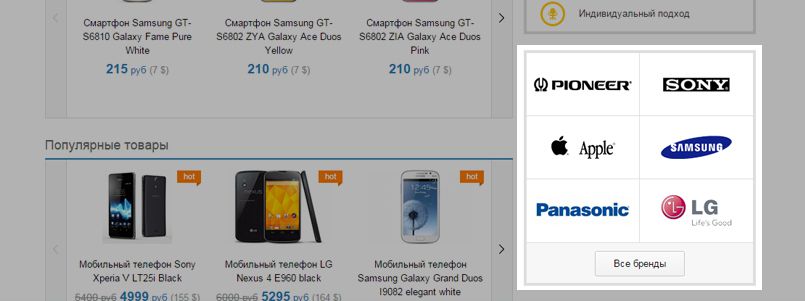 Смартфон Samsung GT-
S6810 Galaxy Fame Pure
White
215 руб (7 $)
Смартфон Samsung GT-
S6802 ZYA Galaxy Ace Duos
Yellow
210 руб (7 $)
Смартфон Samsung GT-
S6802 ZIA Galaxy Ace Duos
Pink
210 руб (7 $)
Индивидуальный подход
PIONEER
SONY
Apple
SAMSUNG
Panasonic
LG
Life's Good
Все бренды
Популярные товары
hot
Мобильный телефон Sony
Xperia V LT25i Black
5400 руб 4999 руб (155 $)
hot
nexus
Мобильный телефон LG
Nexus 4 E960 black
6000 руб 5295 руб (164 $)
hot
Мобильный телефон
Samsung Galaxy Grand Duos
I9082 elegant white